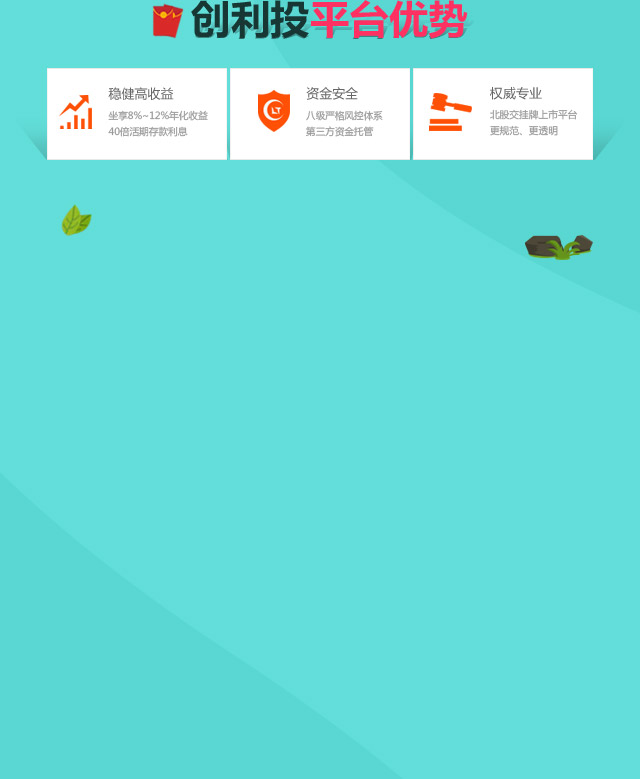 创利投平台优势
稳健高收益
坐享8%~12%年化收益
40倍活期存款利息
LT
资金安全
八级严格风控体系
第三方资金托管
权威专业
北股交挂牌上市平台
更规范、更透明